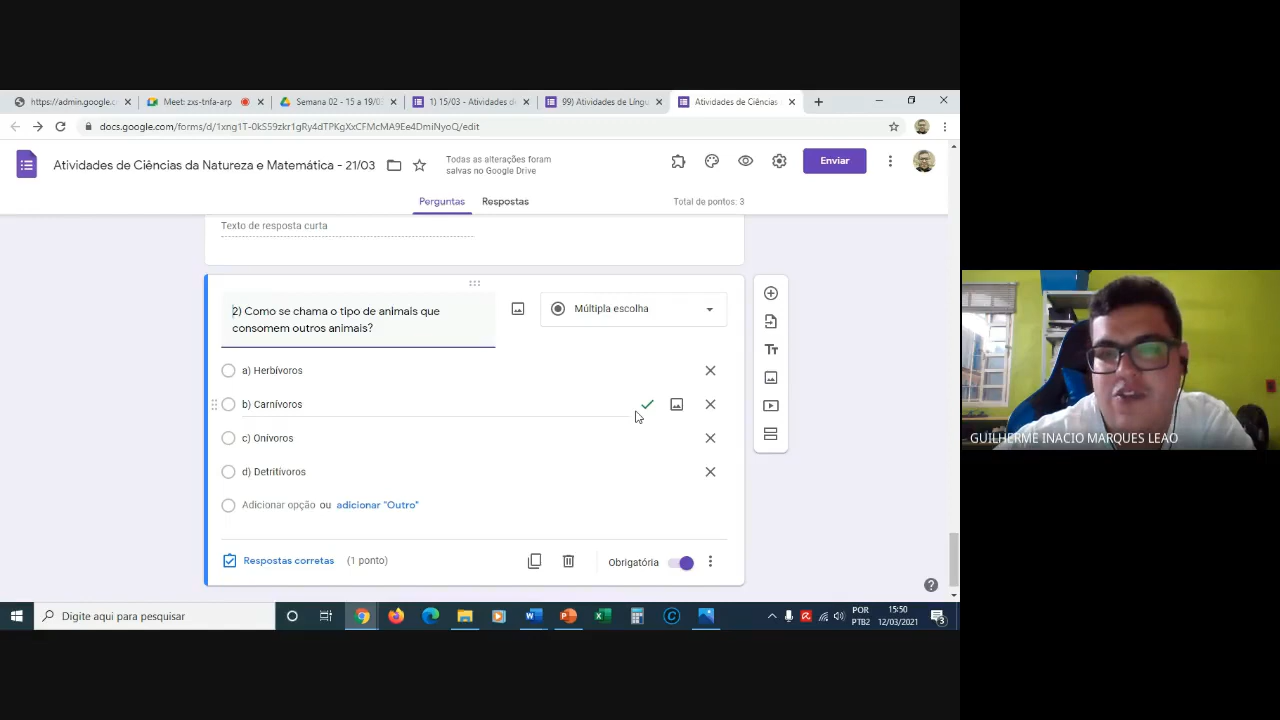 https://admin.google.c
Meet: zxs-tnfa-arp
Semana 02 - 15 a 19/03
1) 15/03 - Atividades de
99) Atividades de Língu
Atividades de Ciências
docs.google.com/forms/d/1xng1T-0kS59zkr1gRy4dTPKgXxCFMcMA9Ee4DmiNyoQ/edit
Atividades de Ciências da Natureza e Matemática - 21/03
Todas as alterações foram
salvas no Google Drive
Enviar
Perguntas
Respostas
Total de pontos: 3
Texto de resposta curta
2) Como se chama o tipo de animais que
consomem outros animais?
Múltipla escolha
a) Herbívoros
b) Carnívoros
c) Onívoros
d) Detritívoros
Adicionar opção ou adicionar "Outro"
Respostas corretas (1 ponto)
Obrigatória
GUILHERME INACIO MARQUES LEAO
Digite aqui para pesquisar
POR
PTB2
15:50
12/03/2021
3